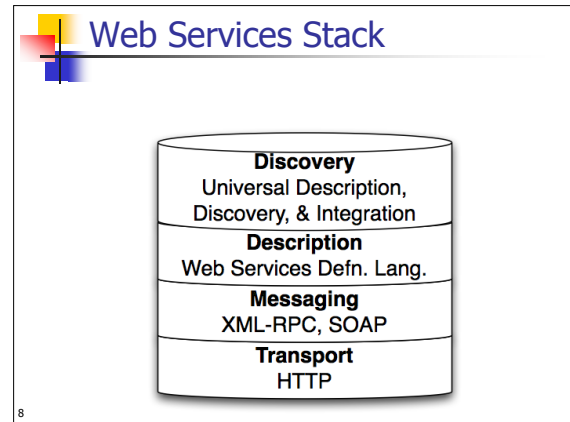 Web Services Stack
Discovery
Universal Description,
Discovery, & Integration
Description
Web Services Defn. Lang.
Messaging
XML-RPC, SOAP
Transport
HTTP
8